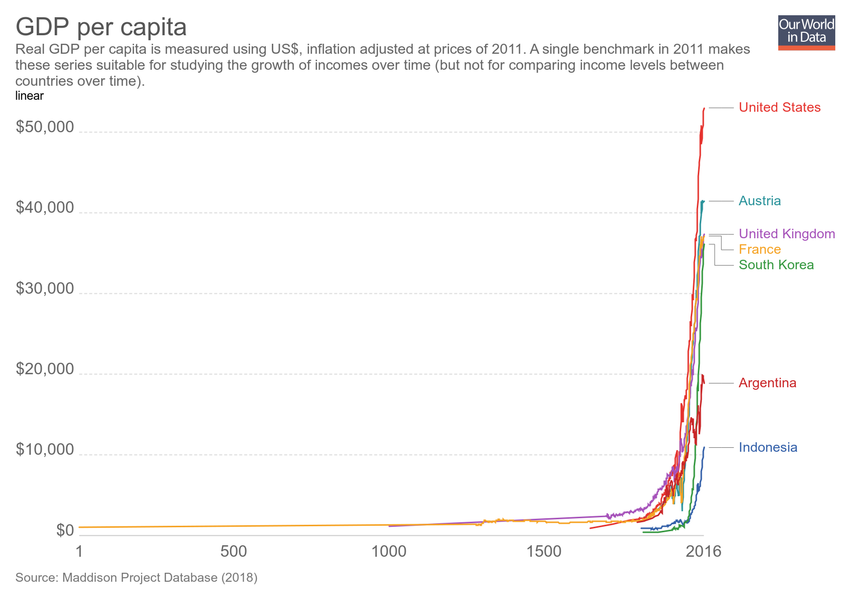 GDP per capita
Our World
in Data
Real GDP per capita is measured using US$, inflation adjusted at prices of 2011. A single benchmark in 2011 makes
these series suitable for studying the growth of incomes over time (but not for comparing income levels between
countries over time).
linear
$50,000
$40,000
$30,000
$20,000
$10,000
$0
United States
Austria
United Kingdom
France
South Korea
Argentina
Indonesia
1 500 1000 1500 2016
Source: Maddison Project Database (2018)